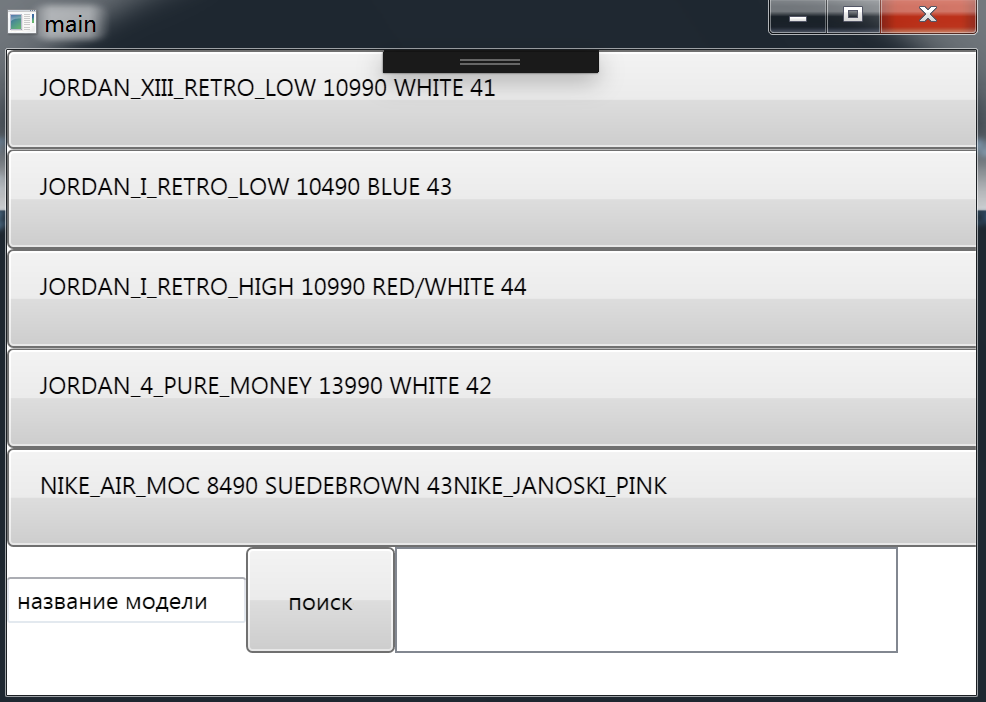 main
JORDAN_XIII_RETRO_LOW 10990 WHITE 41
JORDAN_I_RETRO_LOW 10490 BLUE 43
JORDAN_I_RETRO_HIGH 10990 RED/WHITE 44
JORDAN_4_PURE_MONEY 13990 WHITE 42
NIKE_AIR_MOC 8490 SUEDEBROWN 43NIKE_JANOSKI_PINK
название модели
поиск